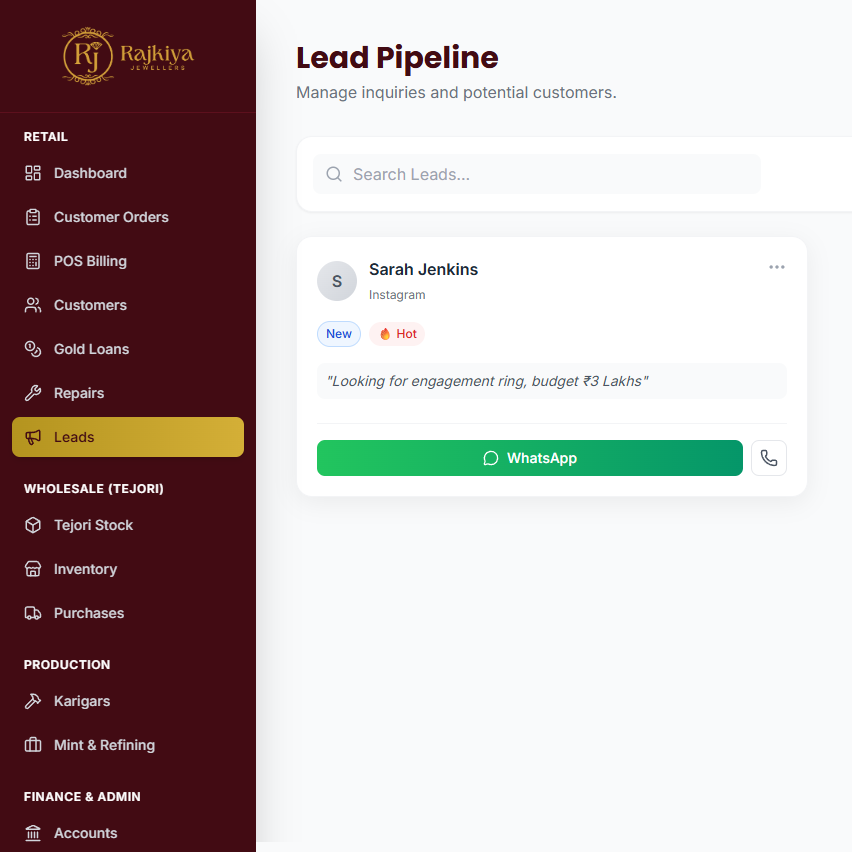 Rj Rajkiya
JEWELLERS
RETAIL
Dashboard
Customer Orders
POS Billing
Customers
Gold Loans
Repairs
Leads
WHOLESALE (TEJORI)
Tejori Stock
Inventory
Purchases
PRODUCTION
Karigars
Mint & Refining
FINANCE & ADMIN
Accounts
Lead Pipeline
Manage inquiries and potential customers.
Search Leads...
S
Sarah Jenkins
Instagram
New
Hot
"Looking for engagement ring, budget ₹3 Lakhs"
WhatsApp